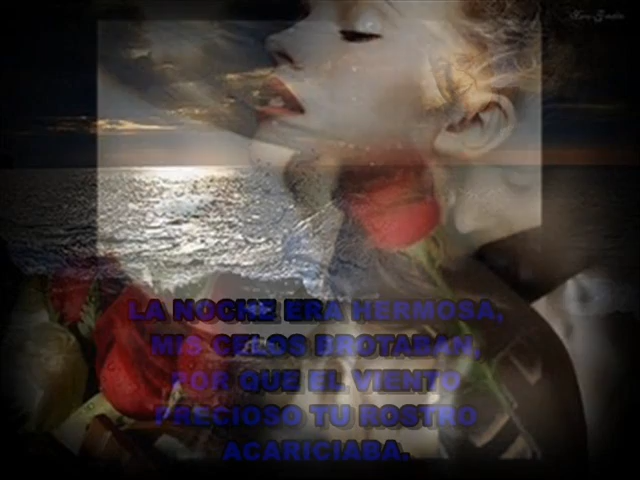 LA NOCHE ERA HERMOSA,
MIS CELOS BROTABAN,
POR QUE EL VIENTO
PRECIOSO TU ROSTRO
ACARICIABA.